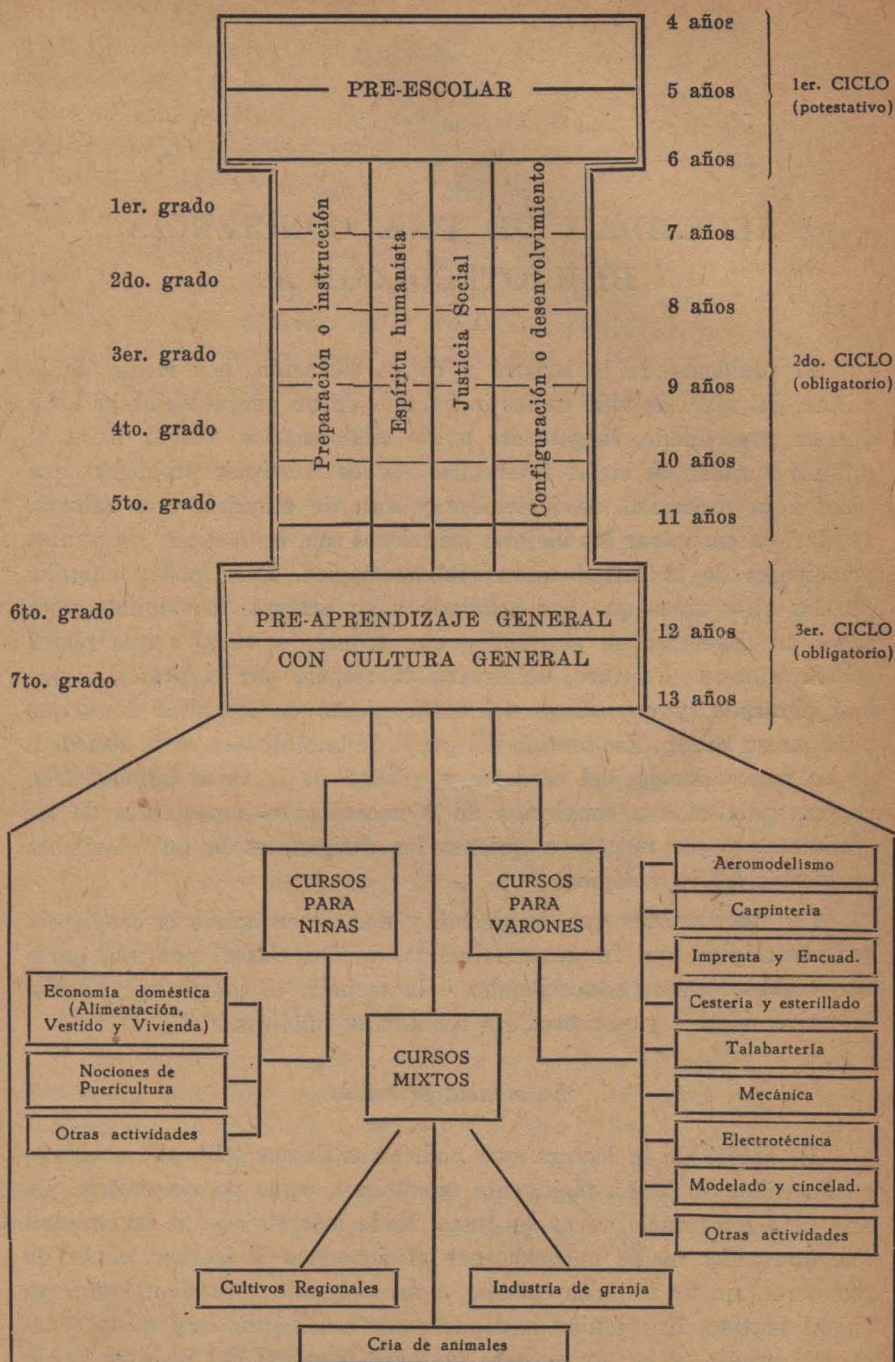 4 años
PRE-ESCOLAR
5 años
1er. CICLO
(potestativo)
6 años
1er. grado
7 años
2do. grado
8 años
3er. grado
9 años
2do. CICLO
(obligatorio)
4to. grado
10 años
5to. grado
11 años
Preparación o instrucción
Espíritu humanista
Justicia Social
Configuración o desenvolvimiento
6to. grado
PRE-APRENDIZAJE GENERAL
12 años
3er. CICLO
(obligatorio)
CON CULTURA GENERAL
7to. grado
13 años
CURSOS
PARA
NIÑAS
CURSOS
PARA
VARONES
Aeromodelismo
Carpinteria
Imprenta y Encuad.
Cestería y esterillado
Talabartería
Mecánica
Electrotécnica
Modelado y cincelad.
Otras actividades
Economía doméstica
(Alimentación,
Vestido y Vivienda)
Nociones de
Puericultura
Otras actividades
CURSOS
MIXTOS
Cultivos Regionales
Industria de granja
Cria de animales